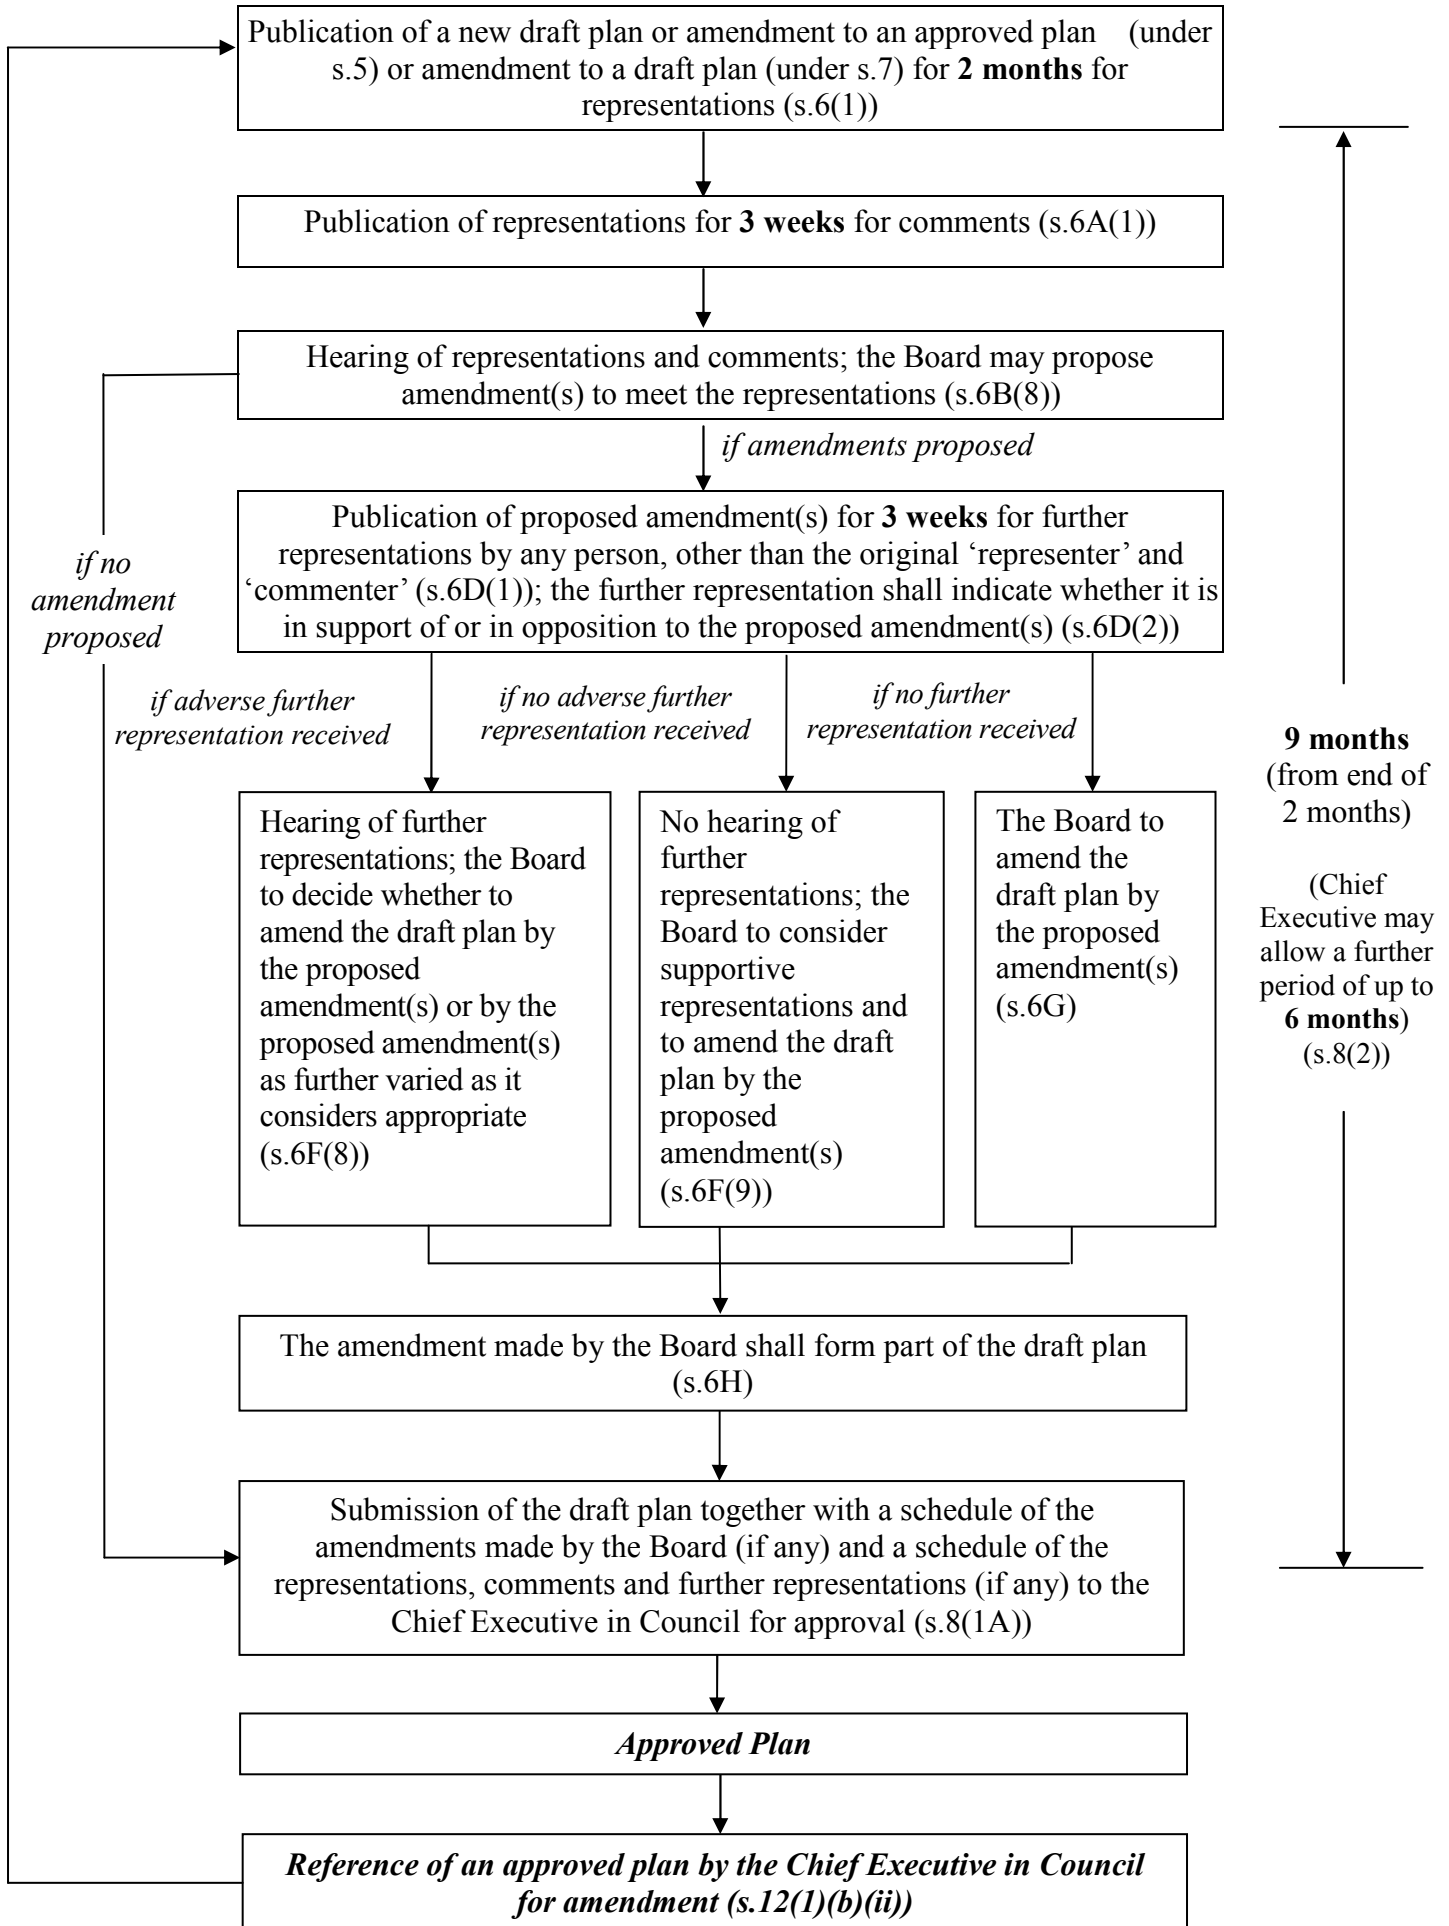 Publication of a new draft plan or amendment to an approved plan (under
s.5) or amendment to a draft plan (under s.7) for 2 months for
representations (s.6(1))
Publication of representations for 3 weeks for comments (s.6A(1))
Hearing of representations and comments; the Board may propose
amendment(s) to meet the representations (s.6B(8))
if amendments proposed
Publication of proposed amendment(s) for 3 weeks for further
representations by any person, other than the original ‘representer’ and
‘commenter’ (s.6D(1)); the further representation shall indicate whether it is
in support of or in opposition to the proposed amendment(s) (s.6D(2))
if no
amendment
proposed
if adverse further
representation received
if no adverse further
representation received
if no further
representation received
Hearing of further
representations; the Board
to decide whether to
amend the draft plan by
the proposed
amendment(s) or by the
proposed amendment(s)
as further varied as it
considers appropriate
(s.6F(8))
No hearing of
further
representations; the
Board to consider
supportive
representations and
to amend the draft
plan by the
proposed
amendment(s)
(s.6F(9))
The Board to
amend the
draft plan by
the proposed
amendment(s)
(s.6G)
9 months
(from end of
2 months)
(Chief
Executive may
allow a further
period of up to
6 months)
(s.8(2))
The amendment made by the Board shall form part of the draft plan
(s.6H)
Submission of the draft plan together with a schedule of the
amendments made by the Board (if any) and a schedule of the
representations, comments and further representations (if any) to the
Chief Executive in Council for approval (s.8(1A))
Approved Plan
Reference of an approved plan by the Chief Executive in Council
for amendment (s.12(1)(b)(ii))